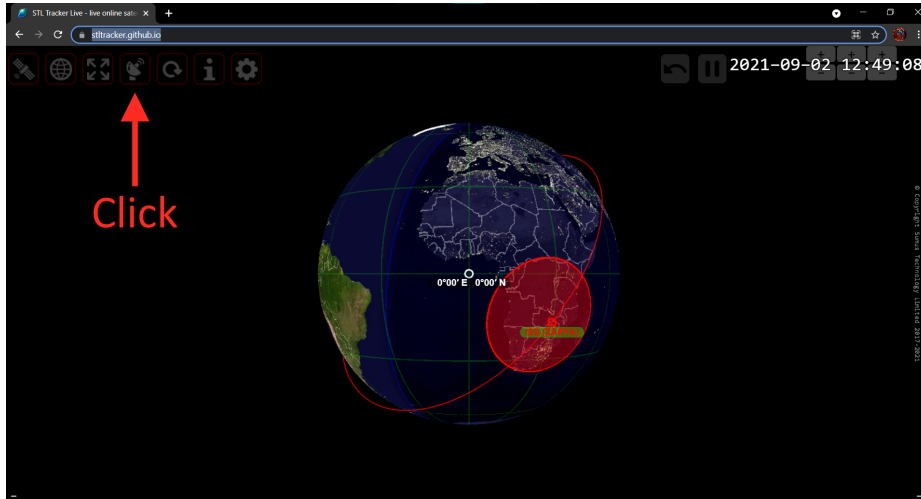 STL Tracker Live - live online sate
stltracker.github.io
2021-09-02 12:49:08
+ + +
Click
0°00′ E 0°00′ N
© Copyright Sumus Technology Limited 2017-2021